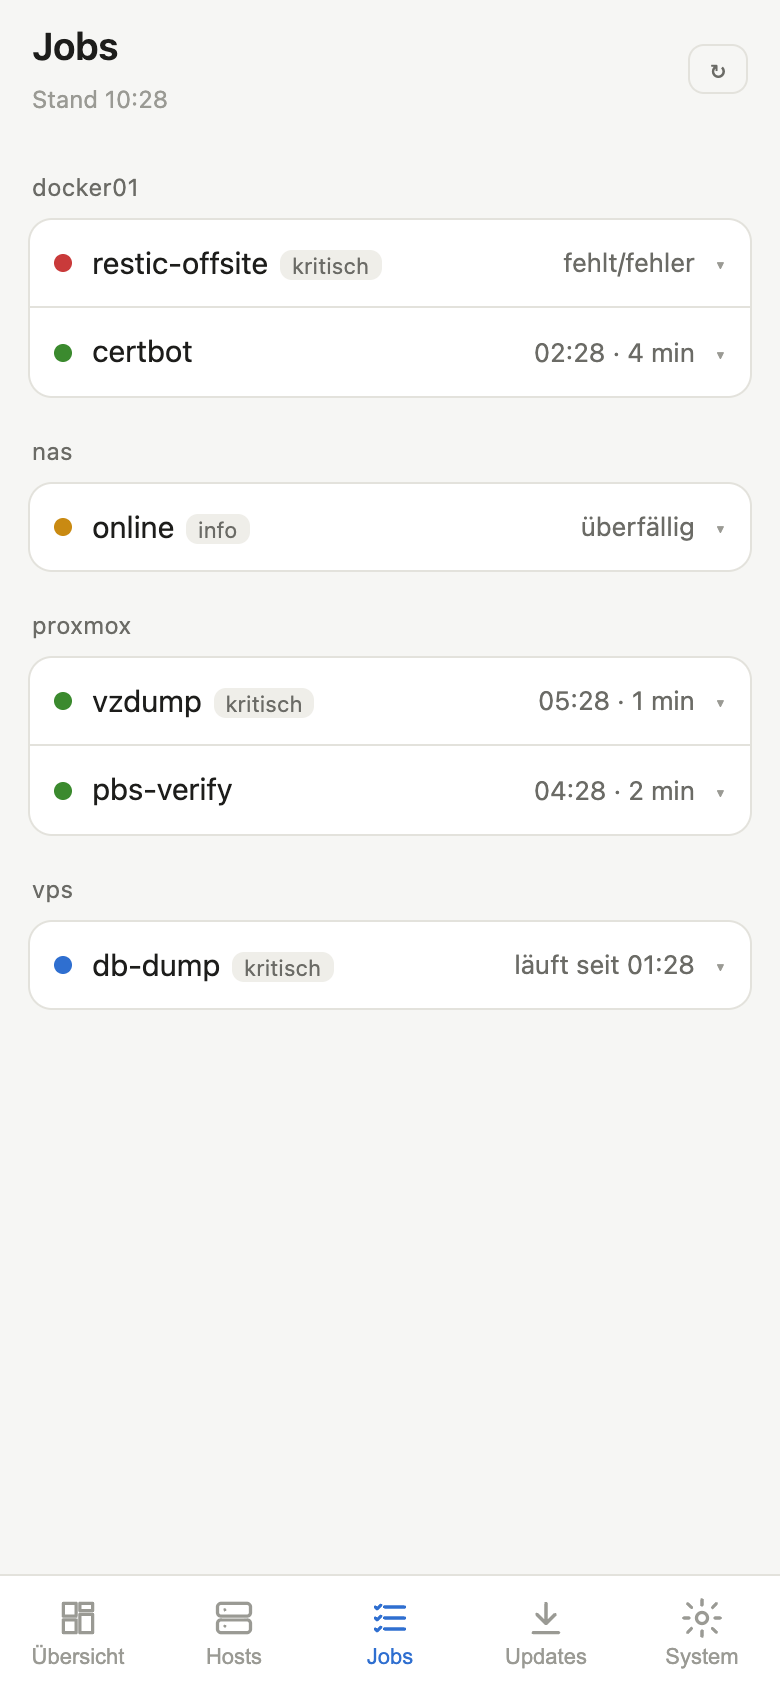 Jobs
Stand 10:28
↻
docker01
restic-offsite kritisch fehlt/fehler ▾
certbot 02:28 · 4 min ▾
nas
online info überfällig ▾
proxmox
vzdump kritisch 05:28 · 1 min ▾
pbs-verify 04:28 · 2 min ▾
vps
db-dump kritisch läuft seit 01:28 ▾
Übersicht Hosts Jobs Updates System